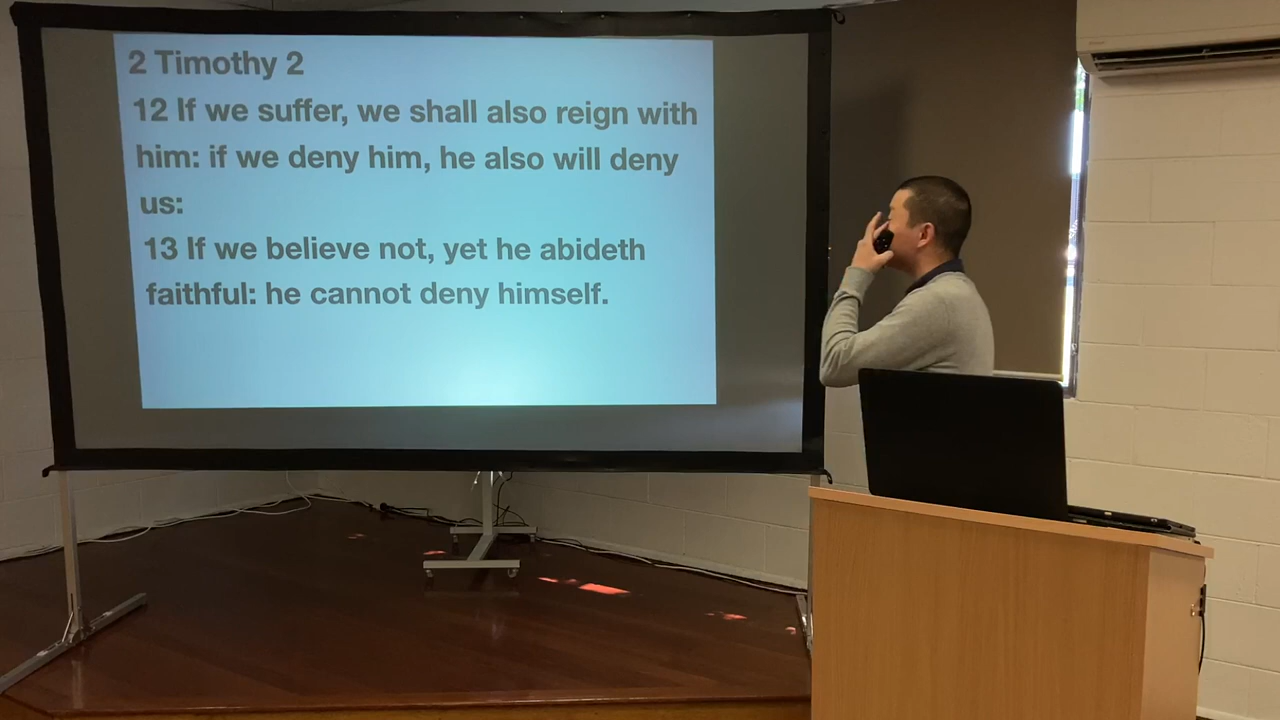 2 Timothy 2
12 If we suffer, we shall also reign with
him: if we deny him, he also will deny
us:
13 If we believe not, yet he abideth
faithful: he cannot deny himself.